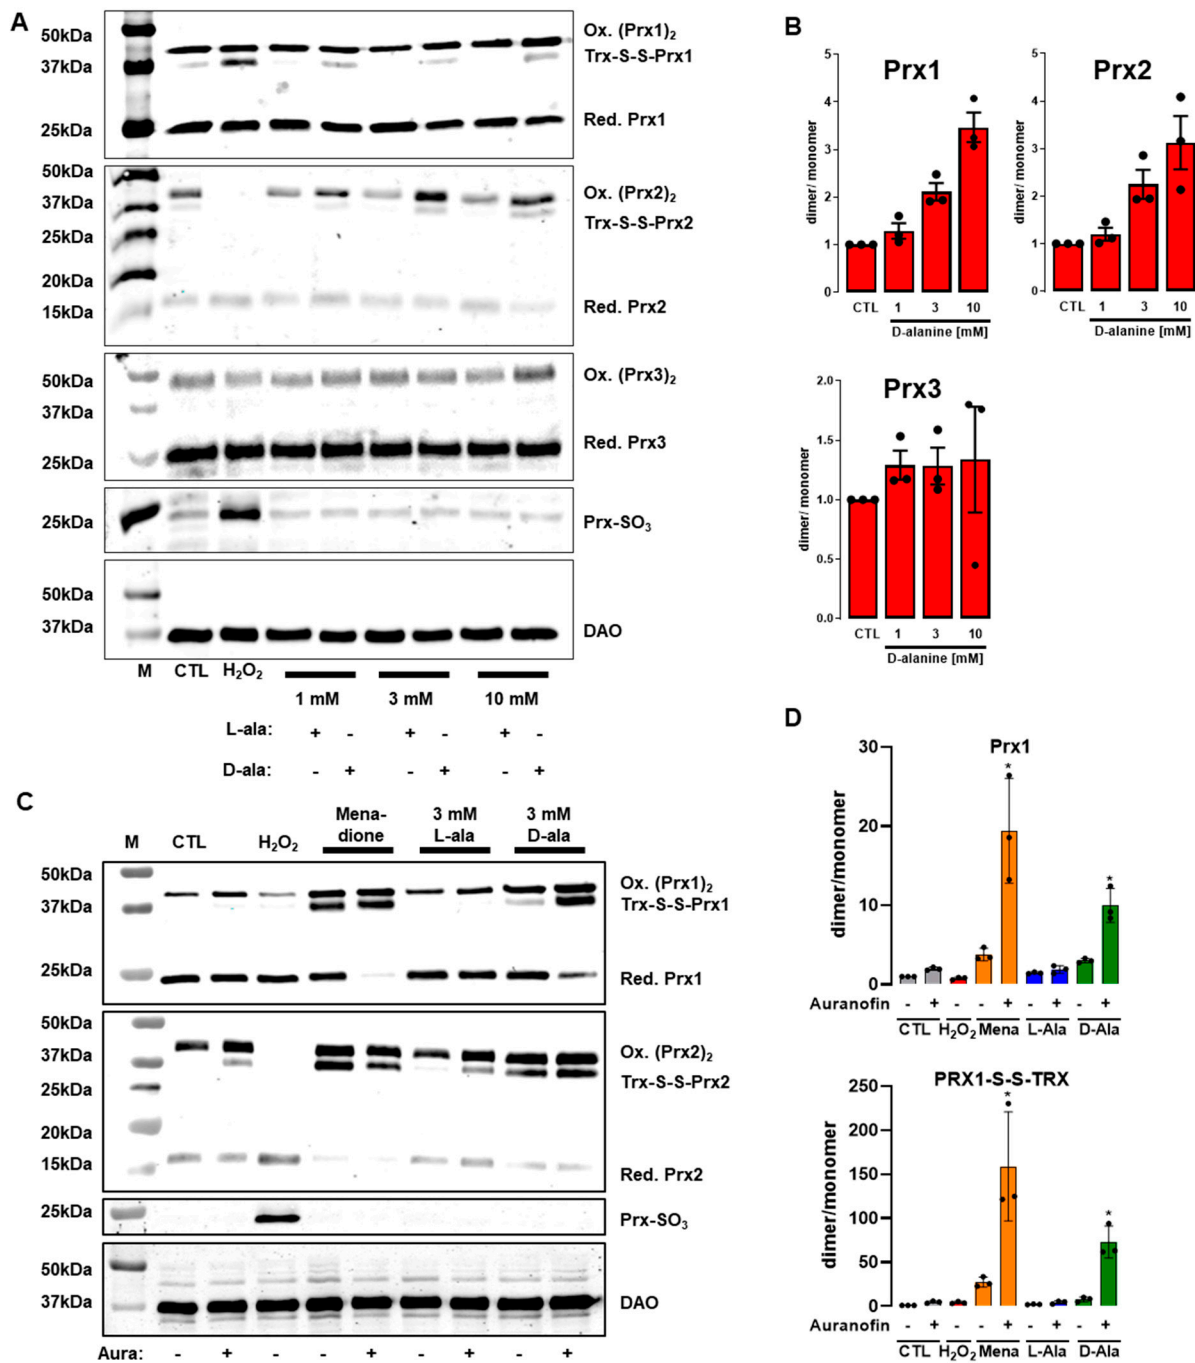 A
50kDa
37kDa
25kDa
Ox. (Prx1)₂
Trx-S-S-Prx1
Red. Prx1
50kDa
37kDa
25kDa
20kDa
15kDa
Ox. (Prx2)₂
Trx-S-S-Prx2
Red. Prx2
50kDa
37kDa
25kDa
Ox. (Prx3)₂
Red. Prx3
25kDa
Prx-SO₃
50kDa
37kDa
DAO
M CTL H₂O₂
1 mM 3 mM 10 mM
L-ala: + - + - + -
D-ala: - + - + - +
B
Prx1
dimer/ monomer
5
4
3
2
1
0
CTL 1 3 10
D-alanine [mM]
Prx2
dimer/ monomer
5
4
3
2
1
0
CTL 1 3 10
D-alanine [mM]
Prx3
dimer/ monomer
2.0
1.5
1.0
0.5
0.0
CTL 1 3 10
D-alanine [mM]
C
M CTL H₂O₂
Mena-
dione
3 mM
L-ala
3 mM
D-ala
50kDa
37kDa
25kDa
Ox. (Prx1)₂
Trx-S-S-Prx1
Red. Prx1
50kDa
37kDa
25kDa
20kDa
15kDa
Ox. (Prx2)₂
Trx-S-S-Prx2
Red. Prx2
25kDa
Prx-SO₃
50kDa
37kDa
DAO
Aura: - + - - + - + - +
D
Prx1
dimer/monomer
30
20
10
0
* *
Auranofin - + - - + - + - +
CTL H₂O₂ Mena L-Ala D-Ala
PRX1-S-S-TRX
dimer/monomer
250
200
150
100
50
0
* *
Auranofin - + - - + - + - +
CTL H₂O₂ Mena L-Ala D-Ala